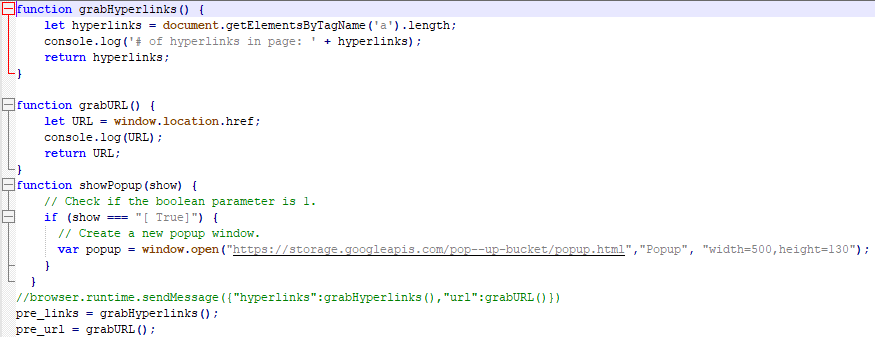 function grabHyperlinks() {
    let hyperlinks = document.getElementsByTagName('a').length;
    console.log('# of hyperlinks in page: ' + hyperlinks);
    return hyperlinks;
}

function grabURL() {
    let URL = window.location.href;
    console.log(URL);
    return URL;
}
function showPopup(show) {
    // Check if the boolean parameter is 1.
    if (show === "[ True]") {
      // Create a new popup window.
      var popup = window.open("https://storage.googleapis.com/pop--up-bucket/popup.html","Popup", "width=500,height=130");
    }
  }
//browser.runtime.sendMessage({"hyperlinks":grabHyperlinks(),"url":grabURL()})
pre_links = grabHyperlinks();
pre_url = grabURL();